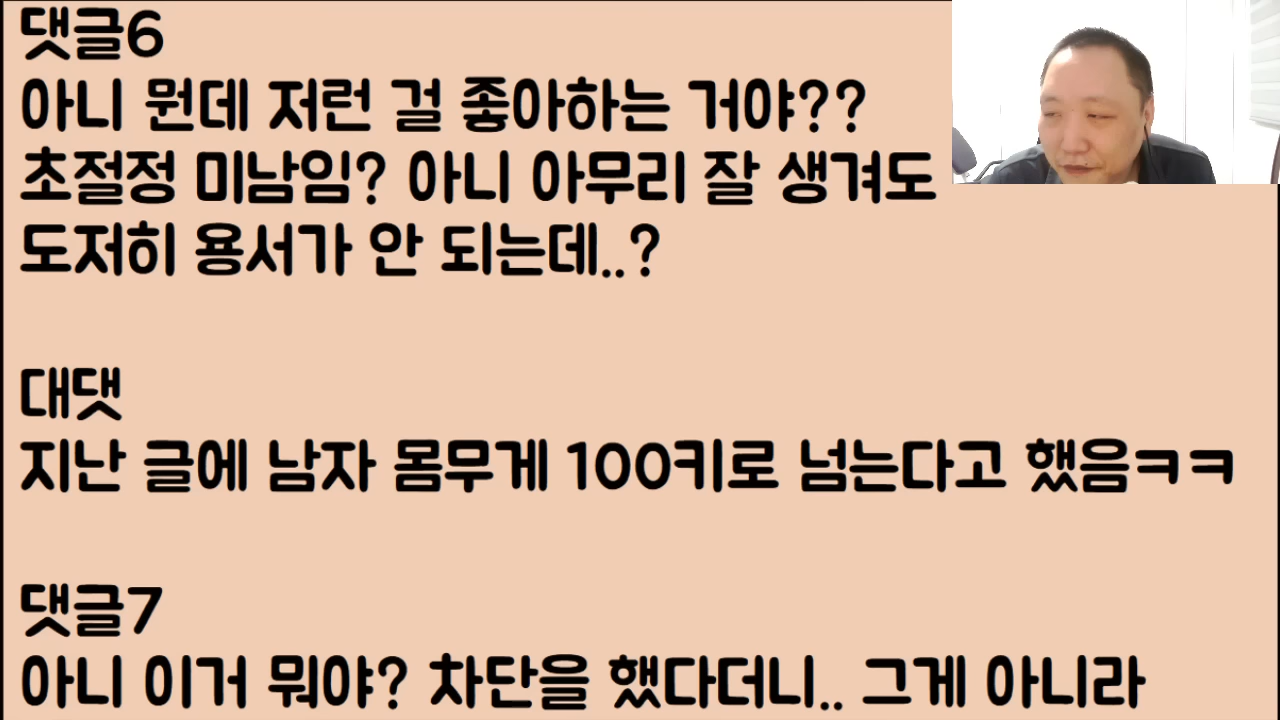 댓글6
아니 뭔데 저런 걸 좋아하는 거야??
초절정 미남임? 아니 아무리 잘 생겨도
도저히 용서가 안 되는데..?
대댓
지난 글에 남자 몸무게 100키로 넘는다고 했음ㅋㅋ
댓글7
아니 이거 뭐야? 차단을 했다더니.. 그게 아니라